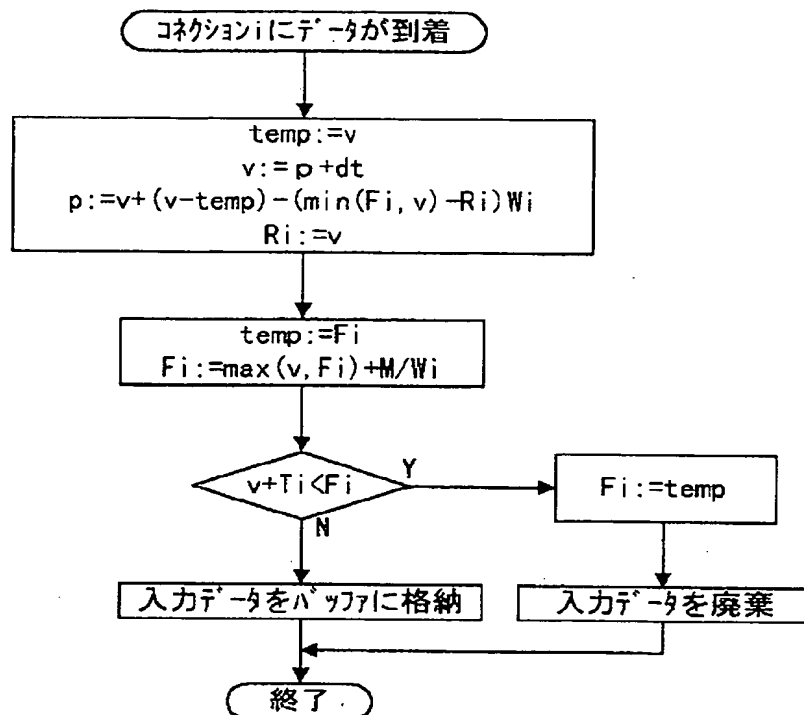 コネクションiにデータが到着
temp:=v
v:=p+dt
p:=v+(v-temp)-(min(Fi,v)-Ri)Wi
Ri:=v
temp:=Fi
Fi:=max(v,Fi)+M/Wi
v+Ti<Fi
Y
Fi:=temp
N
入力データをバッファに格納
入力データを廃棄
終了